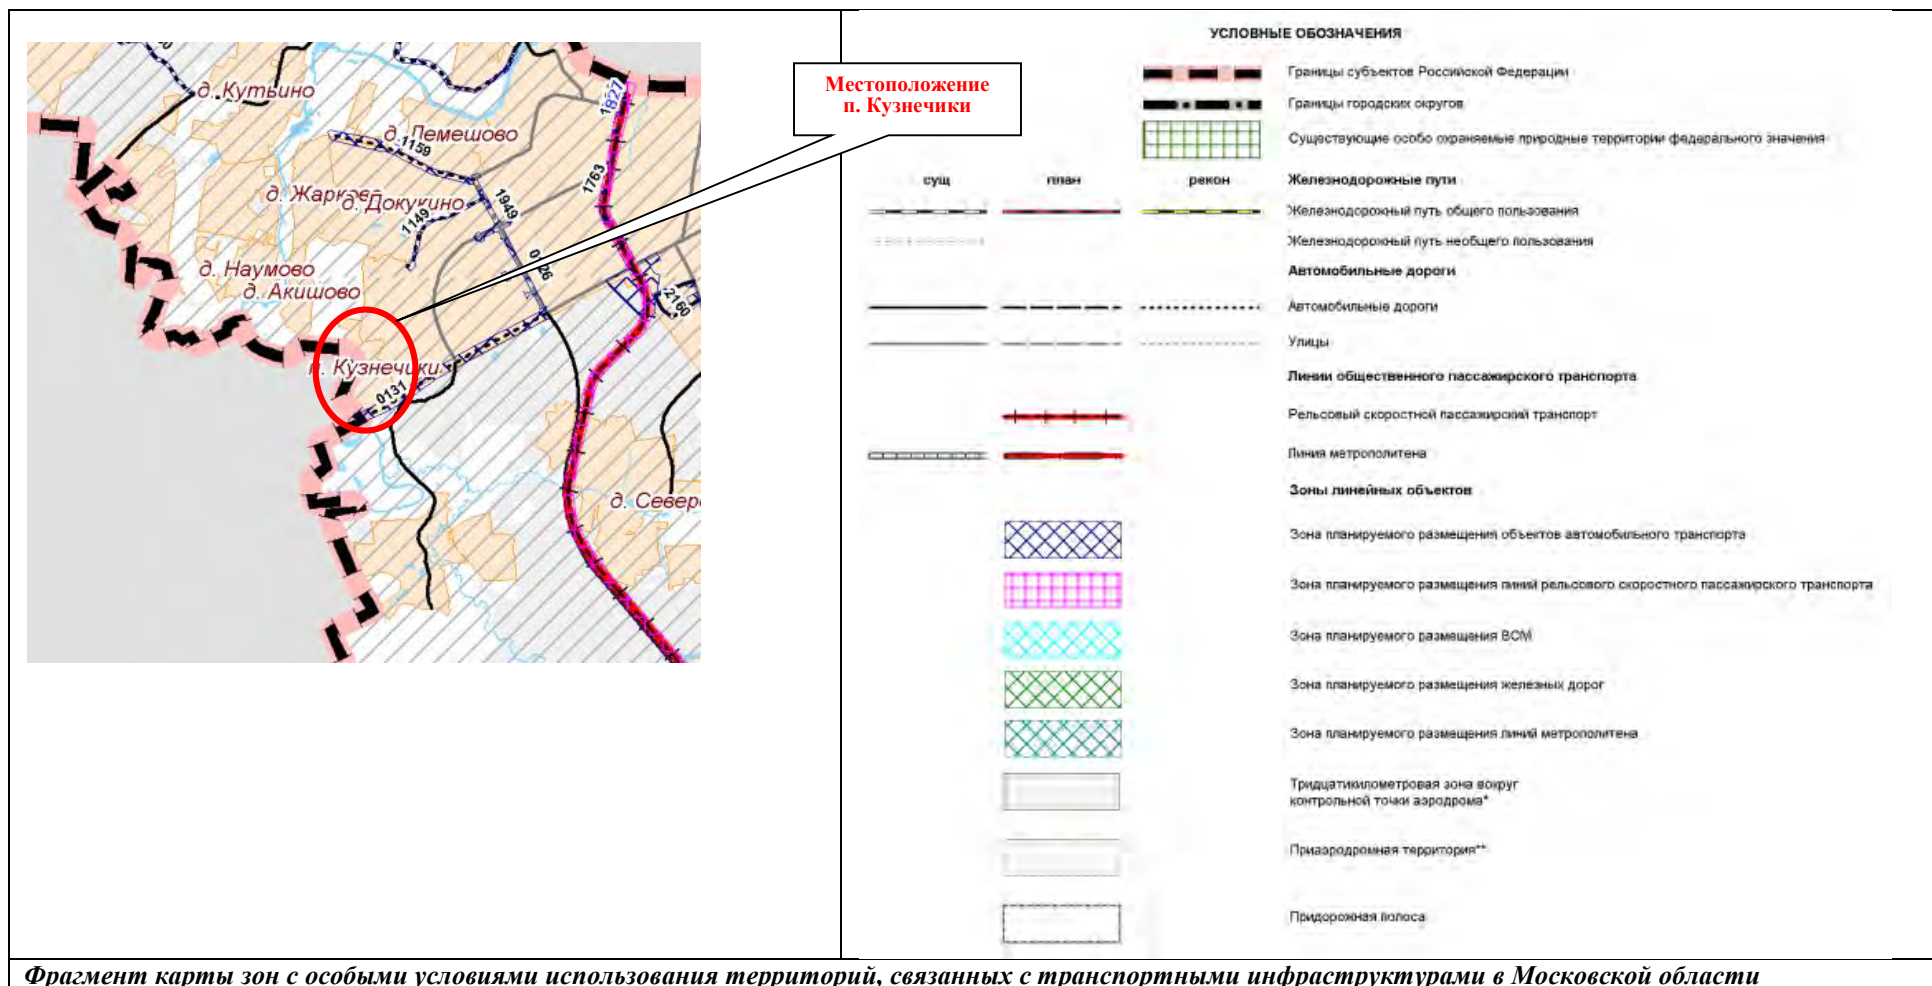 д. Кутьино
1827
д. Лемешово
1159
1763
д. Жарково
д. Докукино
1949
1149
0126
д. Наумово
д. Акишово
2160
п. Кузнечики
0131
д. Север
Местоположение
п. Кузнечики
УСЛОВНЫЕ ОБОЗНАЧЕНИЯ
Границы субъектов Российской Федерации
Границы городских округов
Существующие особо охраняемые природные территории федерального значения
сущ план рекон Железнодорожные пути
Железнодорожный путь общего пользования
Железнодорожный путь необщего пользования
Автомобильные дороги
Автомобильные дороги
Улицы
Линии общественного пассажирского транспорта
Рельсовый скоростной пассажирский транспорт
Линия метрополитена
Зоны линейных объектов
Зона планируемого размещения объектов автомобильного транспорта
Зона планируемого размещения линий рельсового скоростного пассажирского транспорта
Зона планируемого размещения ВСМ
Зона планируемого размещения железных дорог
Зона планируемого размещения линий метрополитена
Тридцатикилометровая зона вокруг
контрольной точки аэродрома*
Приаэродромная территория**
Придорожная полоса
Фрагмент карты зон с особыми условиями использования территорий, связанных с транспортными инфраструктурами в Московской области